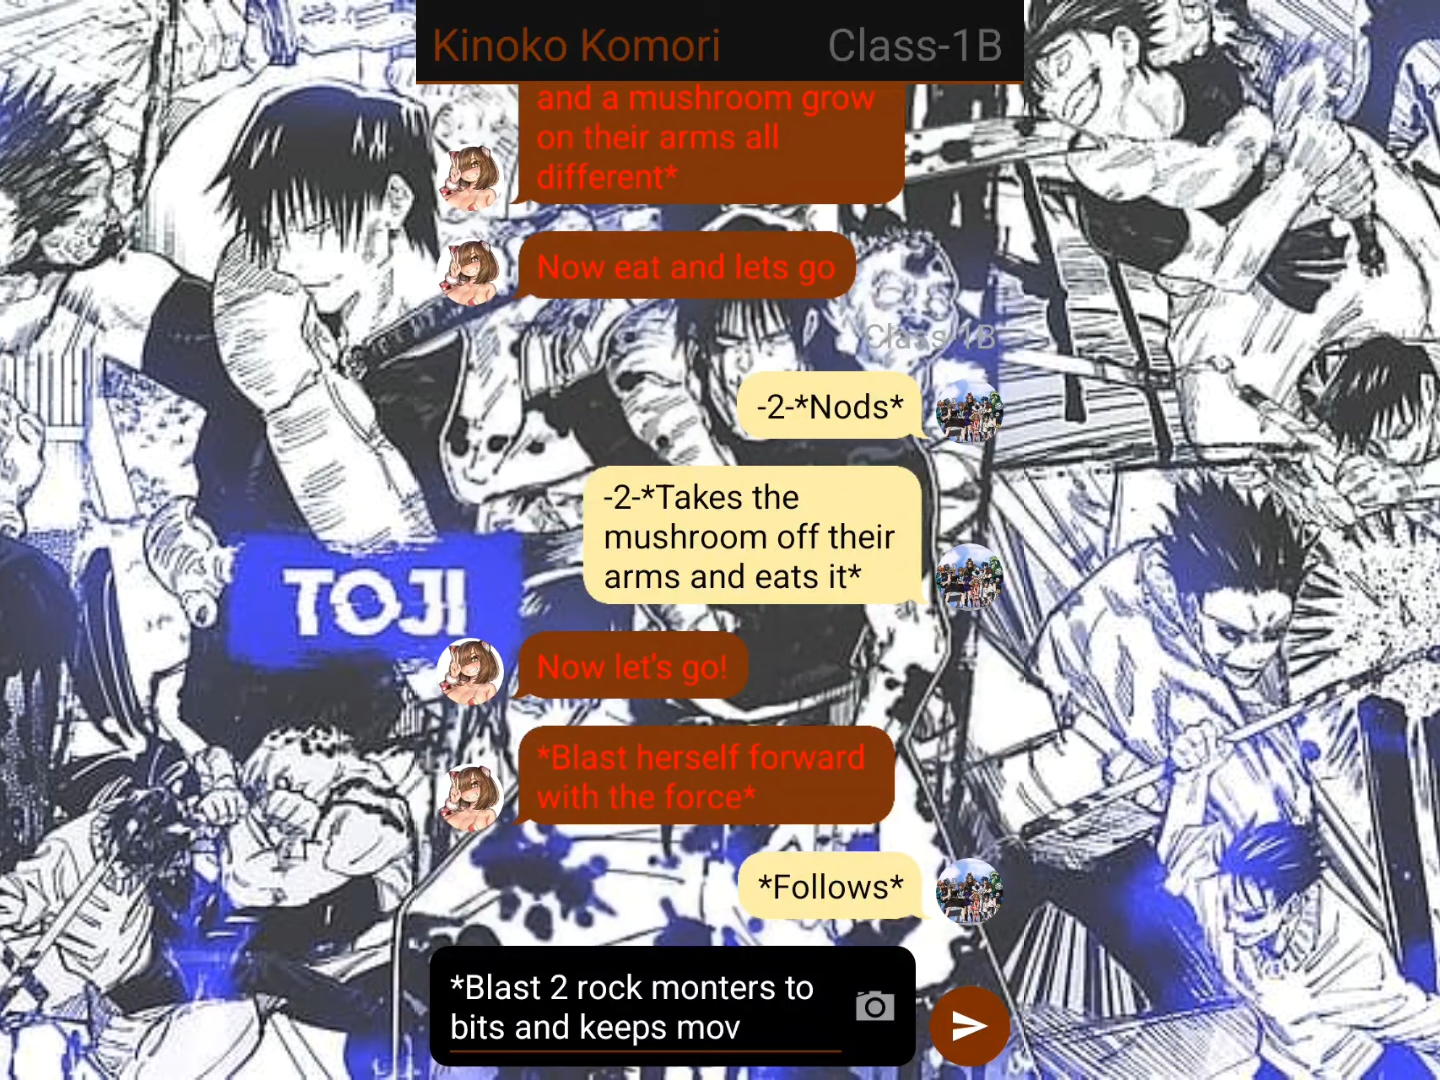 Kinoko Komori
Class-1B
and a mushroom grow
on their arms all
different*
Now eat and lets go
Class-1B
-2-*Nods*
-2-*Takes the
mushroom off their
arms and eats it*
TOJI
Now let's go!
*Blast herself forward
with the force*
*Follows*
*Blast 2 rock monters to
bits and keeps mov